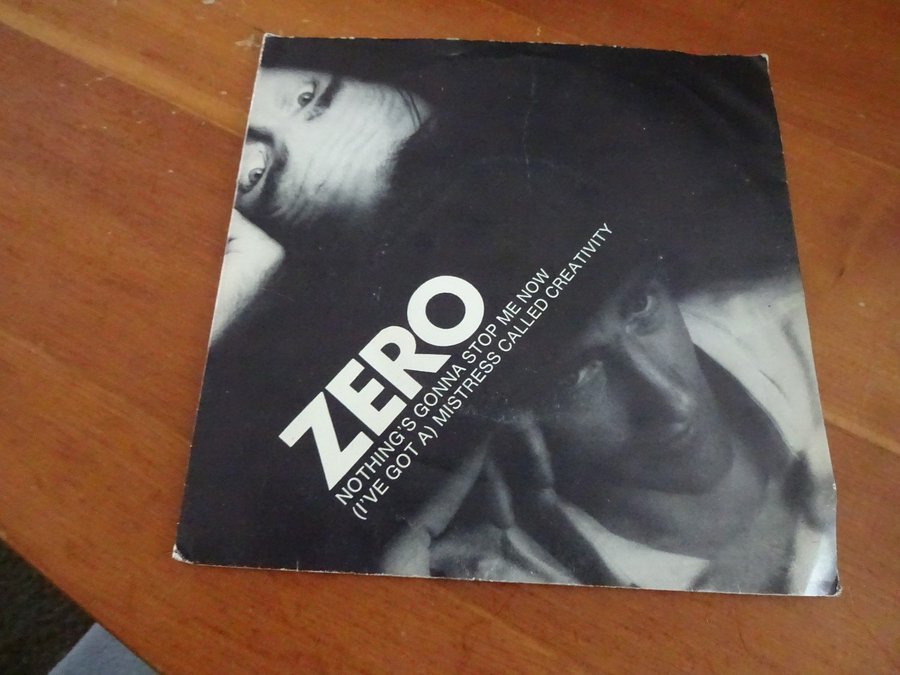 ZERO
NOTHING'S GONNA STOP ME NOW
(I'VE GOT A) MISTRESS CALLED CREATIVITY